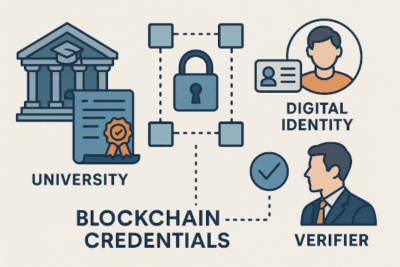 UNIVERSITY
DIGITAL
IDENTITY
BLOCKCHAIN
CREDENTIALS
VERIFIER